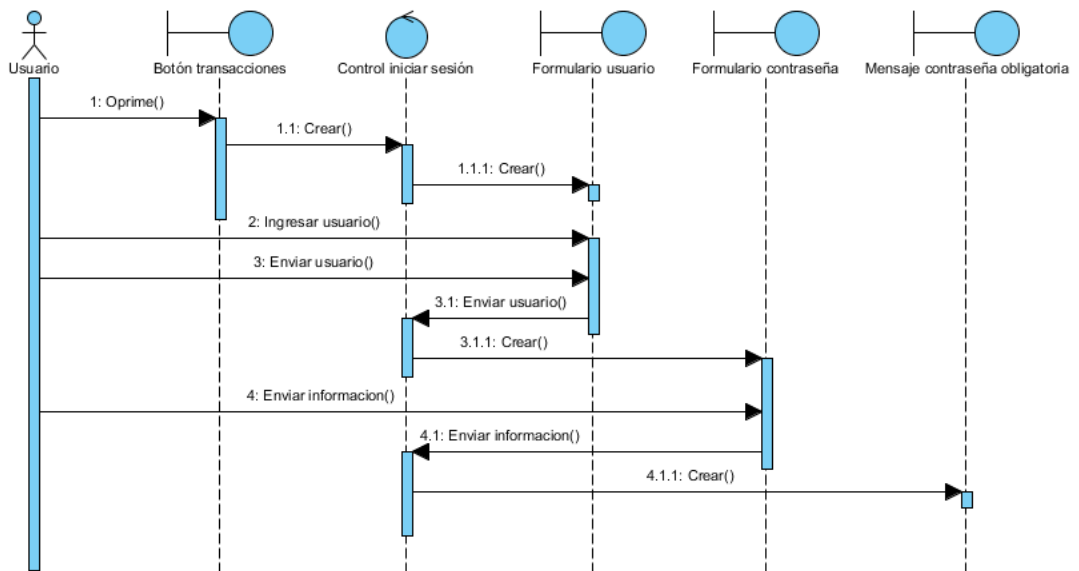 Usuario
Botón transacciones
Control iniciar sesión
Formulario usuario
Formulario contraseña
Mensaje contraseña obligatoria
1: Oprime()
1.1: Crear()
1.1.1: Crear()
2: Ingresar usuario()
3: Enviar usuario()
3.1: Enviar usuario()
3.1.1: Crear()
4: Enviar informacion()
4.1: Enviar informacion()
4.1.1: Crear()